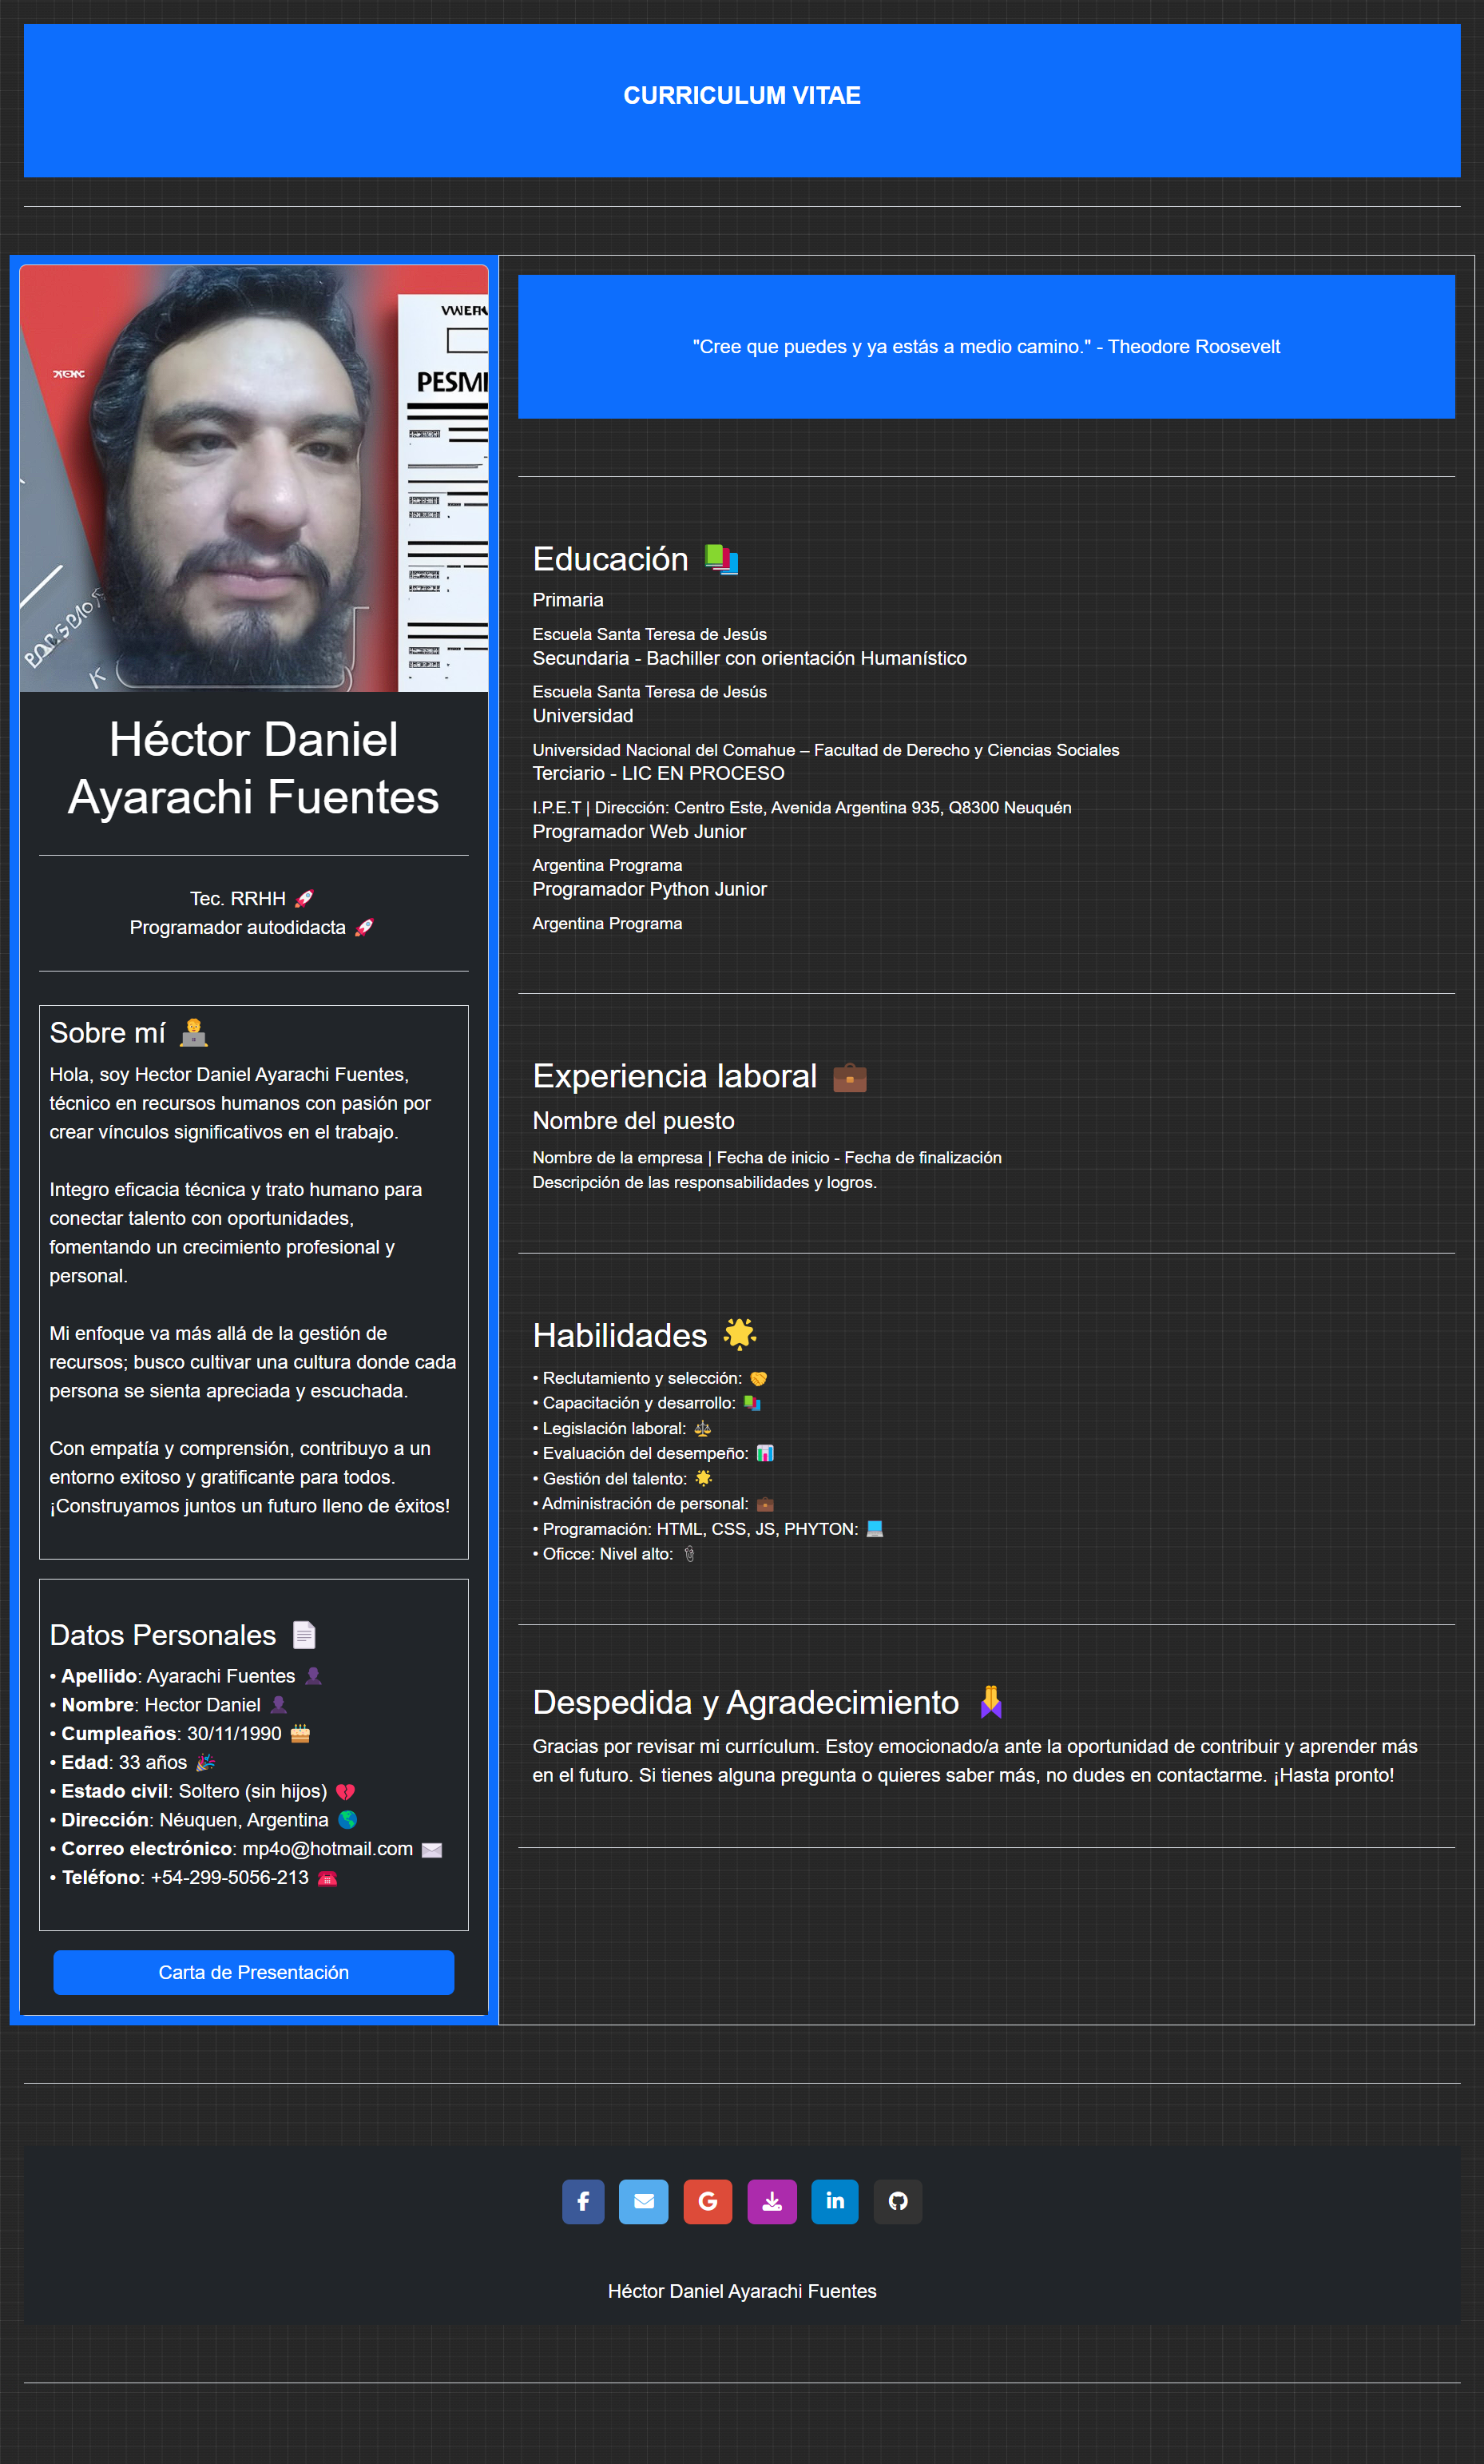 CURRICULUM VITAE
PESM
Héctor Daniel
Ayarachi Fuentes
Tec. RRHH 🚀
Programador autodidacta 🚀
Sobre mí 🧑‍💻
Hola, soy Hector Daniel Ayarachi Fuentes,
técnico en recursos humanos con pasión por
crear vínculos significativos en el trabajo.
Integro eficacia técnica y trato humano para
conectar talento con oportunidades,
fomentando un crecimiento profesional y
personal.
Mi enfoque va más allá de la gestión de
recursos; busco cultivar una cultura donde cada
persona se sienta apreciada y escuchada.
Con empatía y comprensión, contribuyo a un
entorno exitoso y gratificante para todos.
¡Construyamos juntos un futuro lleno de éxitos!
Datos Personales 📄
• Apellido: Ayarachi Fuentes 👤
• Nombre: Hector Daniel 👤
• Cumpleaños: 30/11/1990 🎂
• Edad: 33 años 🎉
• Estado civil: Soltero (sin hijos) 💔
• Dirección: Néuquen, Argentina 🌎
• Correo electrónico: mp4o@hotmail.com ✉️
• Teléfono: +54-299-5056-213 ☎️
Carta de Presentación
"Cree que puedes y ya estás a medio camino." - Theodore Roosevelt
Educación 📚
Primaria
Escuela Santa Teresa de Jesús
Secundaria - Bachiller con orientación Humanístico
Escuela Santa Teresa de Jesús
Universidad
Universidad Nacional del Comahue – Facultad de Derecho y Ciencias Sociales
Terciario - LIC EN PROCESO
I.P.E.T | Dirección: Centro Este, Avenida Argentina 935, Q8300 Neuquén
Programador Web Junior
Argentina Programa
Programador Python Junior
Argentina Programa
Experiencia laboral 💼
Nombre del puesto
Nombre de la empresa | Fecha de inicio - Fecha de finalización
Descripción de las responsabilidades y logros.
Habilidades 🌟
• Reclutamiento y selección: 🤝
• Capacitación y desarrollo: 📚
• Legislación laboral: ⚖️
• Evaluación del desempeño: 📊
• Gestión del talento: 🌟
• Administración de personal: 💼
• Programación: HTML, CSS, JS, PHYTON: 💻
• Oficce: Nivel alto: 📎
Despedida y Agradecimiento 🙏
Gracias por revisar mi currículum. Estoy emocionado/a ante la oportunidad de contribuir y aprender más
en el futuro. Si tienes alguna pregunta o quieres saber más, no dudes en contactarme. ¡Hasta pronto!
Héctor Daniel Ayarachi Fuentes